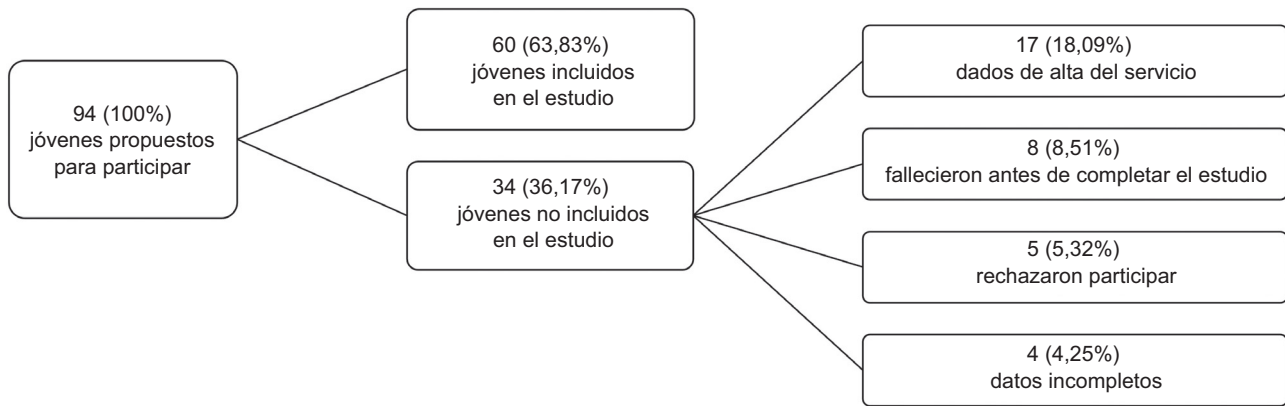 94 (100%)
jóvenes propuestos
para participar
60 (63,83%)
jóvenes incluidos
en el estudio
34 (36,17%)
jóvenes no incluidos
en el estudio
17 (18,09%)
dados de alta del servicio
8 (8,51%)
fallecieron antes de completar el estudio
5 (5,32%)
rechazaron participar
4 (4,25%)
datos incompletos